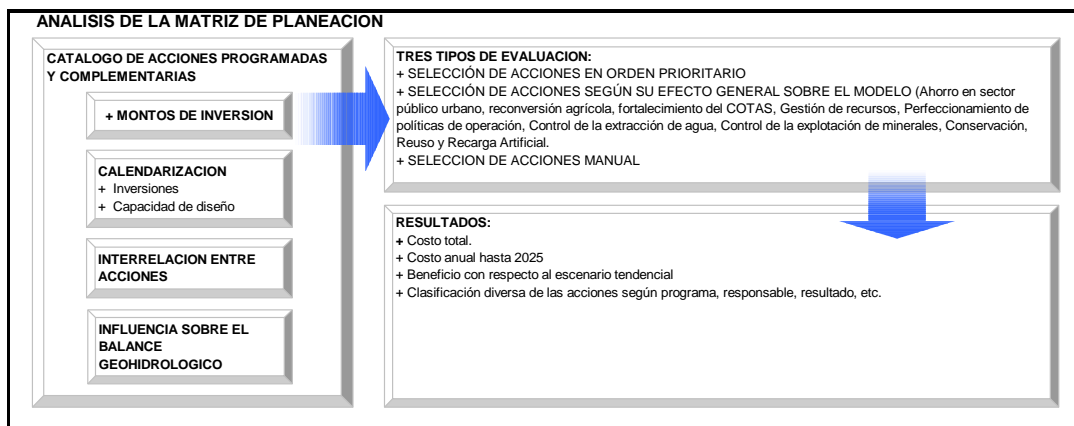 ANALISIS DE LA MATRIZ DE PLANEACION
CATALOGO DE ACCIONES PROGRAMADAS
Y COMPLEMENTARIAS
+ MONTOS DE INVERSION
CALENDARIZACION
+ Inversiones
+ Capacidad de diseño
INTERRELACION ENTRE
ACCIONES
INFLUENCIA SOBRE EL
BALANCE
GEOHIDROLOGICO
TRES TIPOS DE EVALUACION:
+ SELECCIÓN DE ACCIONES EN ORDEN PRIORITARIO
+ SELECCIÓN DE ACCIONES SEGÚN SU EFECTO GENERAL SOBRE EL MODELO (Ahorro en sector
público urbano, reconversión agrícola, fortalecimiento del COTAS, Gestión de recursos, Perfeccionamiento de
políticas de operación, Control de la extracción de agua, Control de la explotación de minerales, Conservación,
Reuso y Recarga Artificial.
+ SELECCION DE ACCIONES MANUAL
RESULTADOS:
+ Costo total.
+ Costo anual hasta 2025
+ Beneficio con respecto al escenario tendencial
+ Clasificación diversa de las acciones según programa, responsable, resultado, etc.